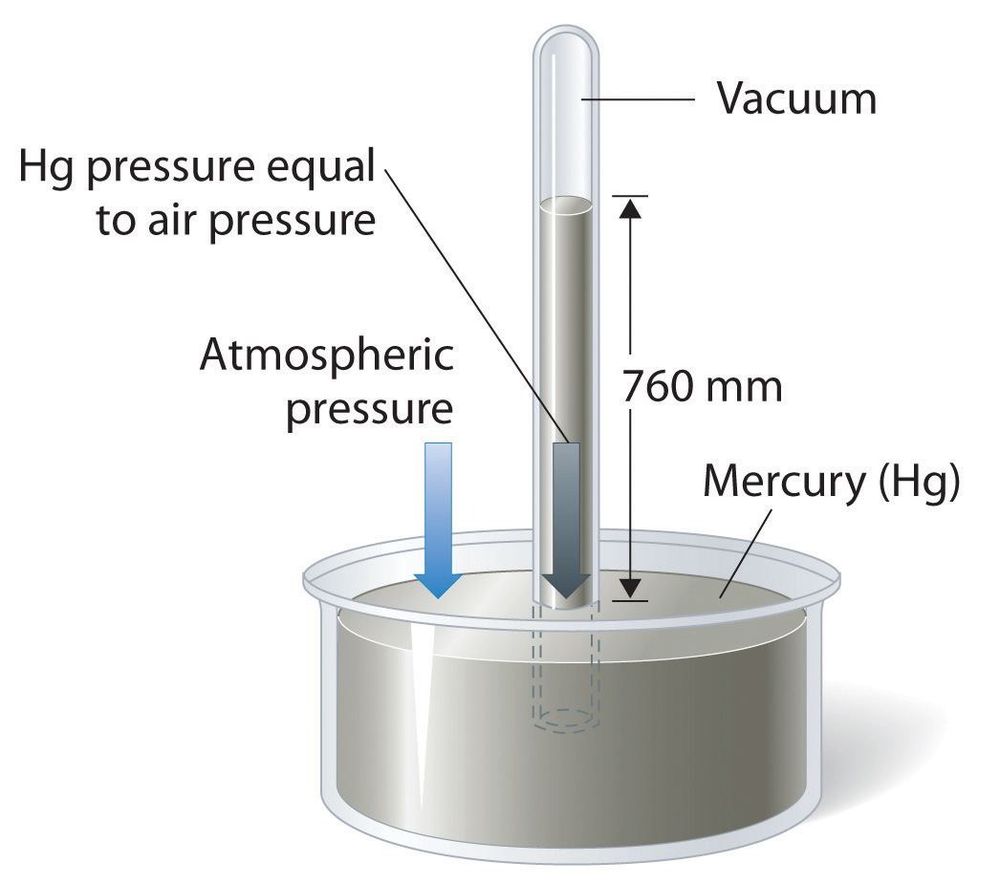 Vacuum
Hg pressure equal
to air pressure
Atmospheric
pressure
760 mm
Mercury (Hg)